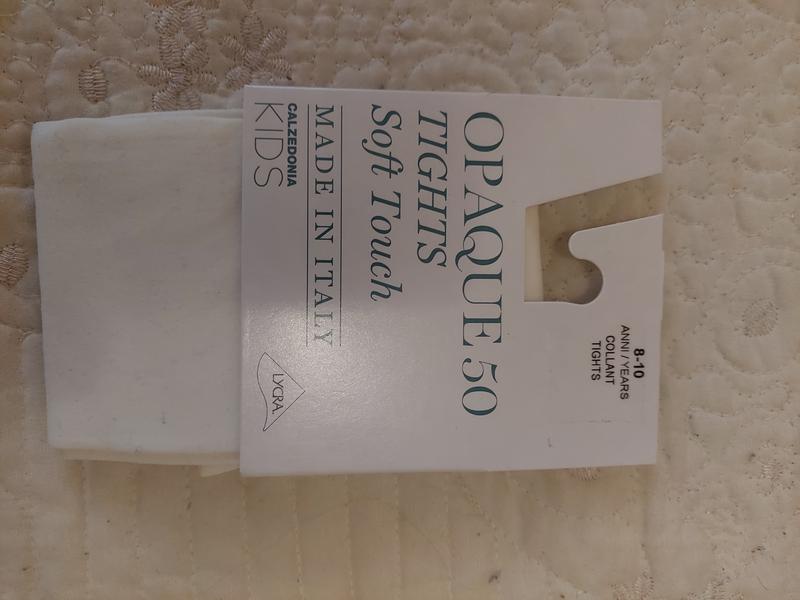 8-10
ANNI / YEARS
COLLANT
TIGHTS
OPAQUE 50
TIGHTS
Soft Touch
MADE IN ITALY
CALZEDONIA
KIDS
LYCRA.